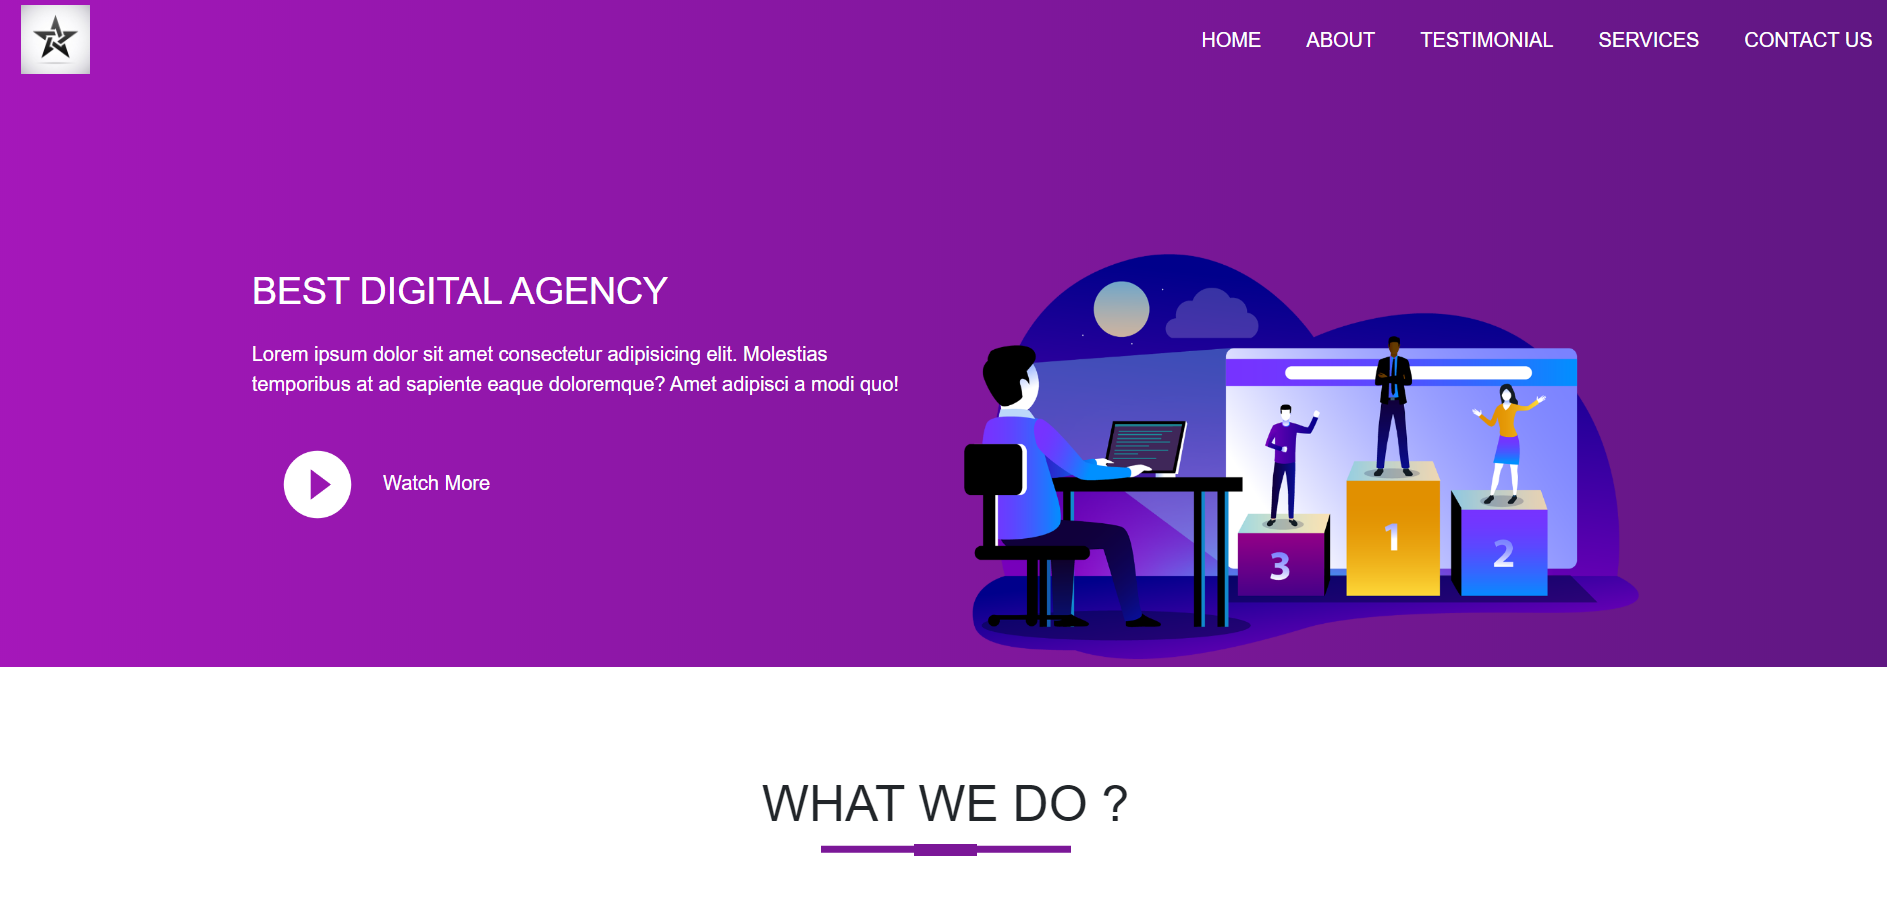 HOME ABOUT TESTIMONIAL SERVICES CONTACT US
BEST DIGITAL AGENCY
Lorem ipsum dolor sit amet consectetur adipisicing elit. Molestias
temporibus at ad sapiente eaque doloremque? Amet adipisci a modi quo!
Watch More
1
2
3
WHAT WE DO ?